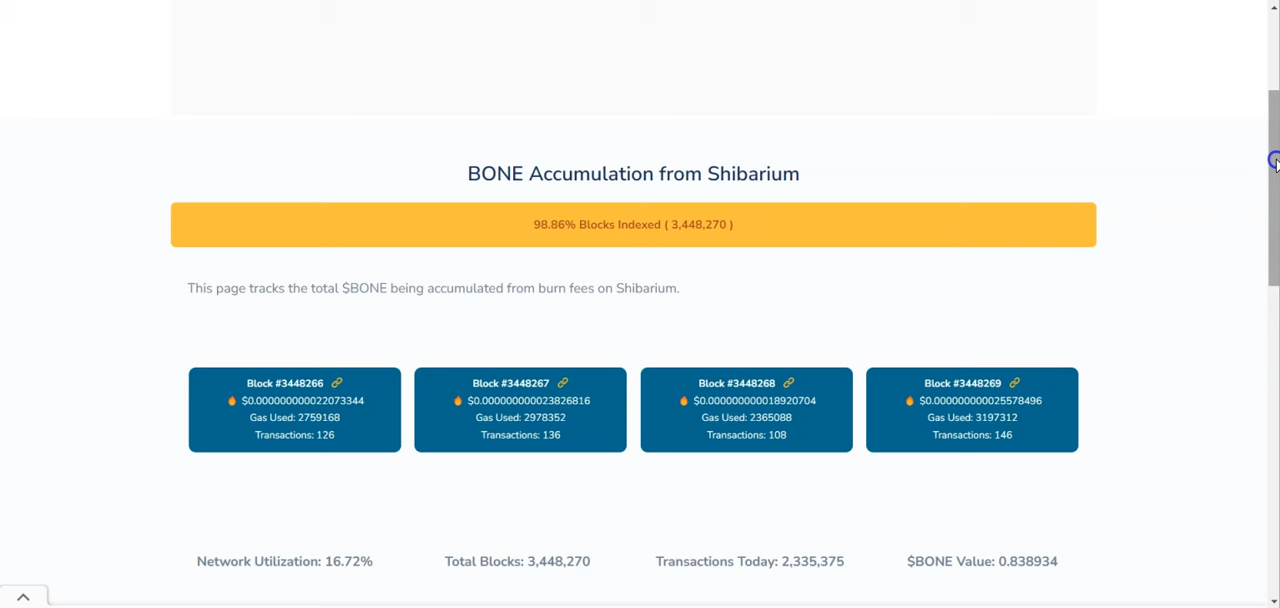 BONE Accumulation from Shibarium
98.86% Blocks Indexed ( 3,448,270 )
This page tracks the total $BONE being accumulated from burn fees on Shibarium.
Block #3448266
$0.000000000022073344
Gas Used: 2759168
Transactions: 126
Block #3448267
$0.000000000023826816
Gas Used: 2978352
Transactions: 136
Block #3448268
$0.000000000018920704
Gas Used: 2365088
Transactions: 108
Block #3448269
$0.000000000025578496
Gas Used: 3197312
Transactions: 146
Network Utilization: 16.72%
Total Blocks: 3,448,270
Transactions Today: 2,335,375
$BONE Value: 0.838934